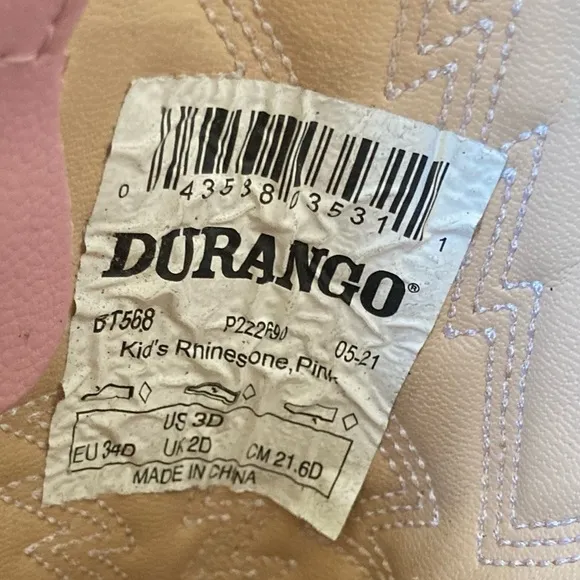 0 43538 03531 1
DURANGO®
BT568 P222690 05-21
Kid's Rhinesone, Pink
US 3D
EU 34D UK 2D CM 21.6D
MADE IN CHINA